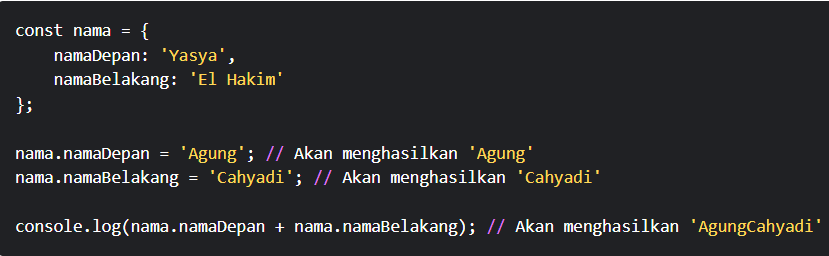 const nama = {
    namaDepan: 'Yasya',
    namaBelakang: 'El Hakim'
};

nama.namaDepan = 'Agung'; // Akan menghasilkan 'Agung'
nama.namaBelakang = 'Cahyadi'; // Akan menghasilkan 'Cahyadi'

console.log(nama.namaDepan + nama.namaBelakang); // Akan menghasilkan 'AgungCahyadi'